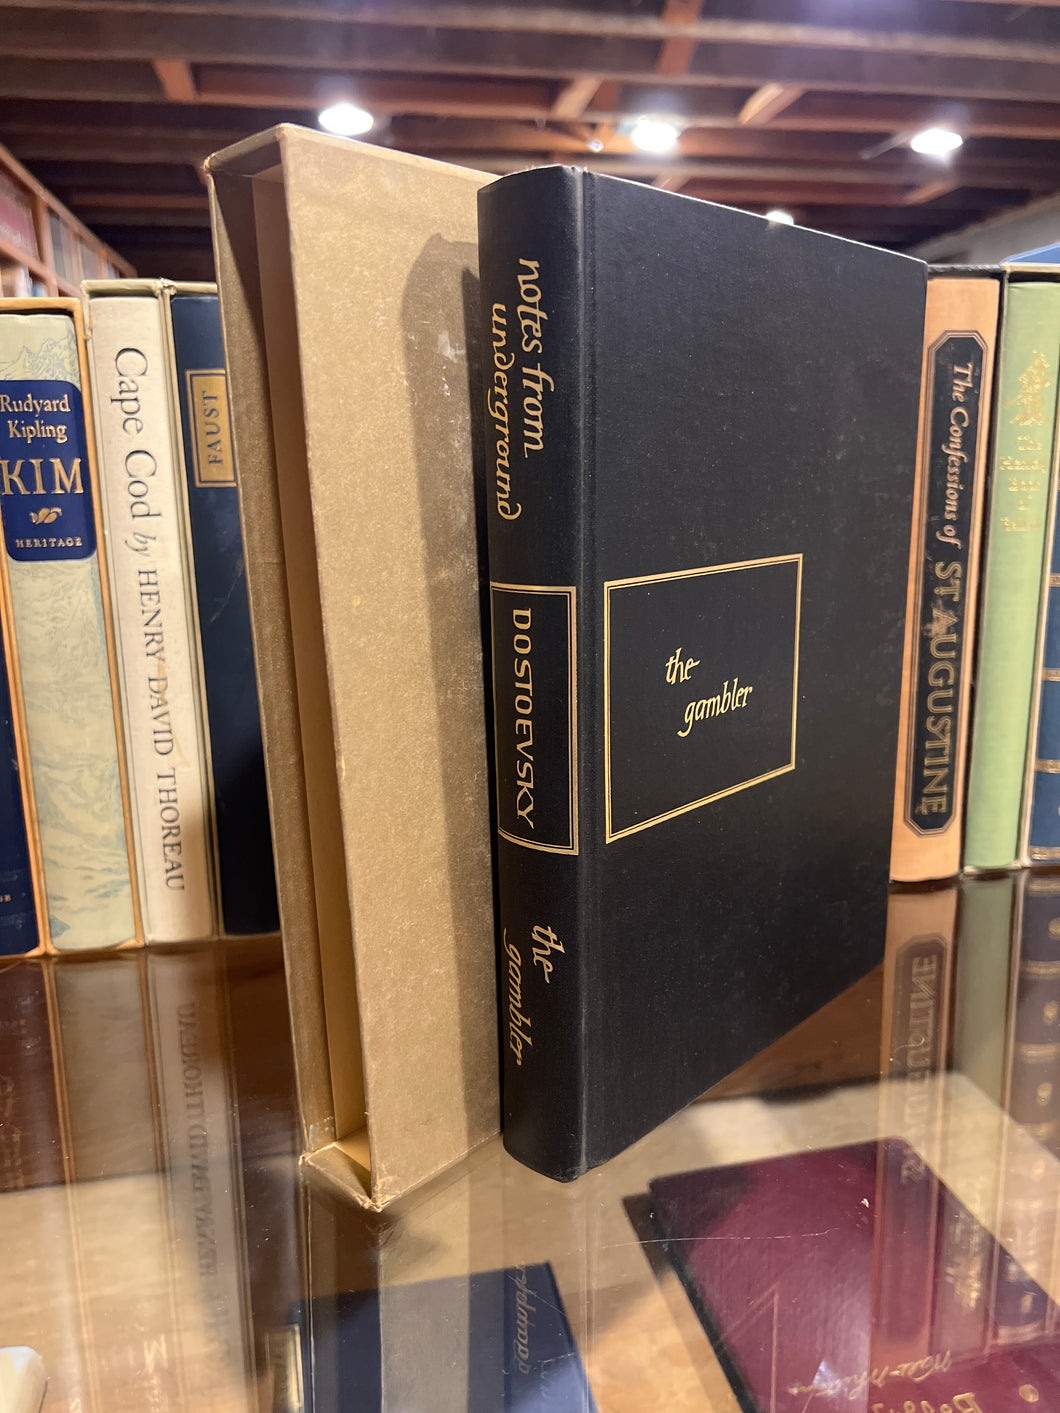 Rudyard
Kipling
KIM
HERITAGE
Cape Cod by HENRY DAVID THOREAU
FAUST
notes from
underground
DOSTOEVSKY
the
gambler
the
gambler
The Confessions of ST AUGUSTINE